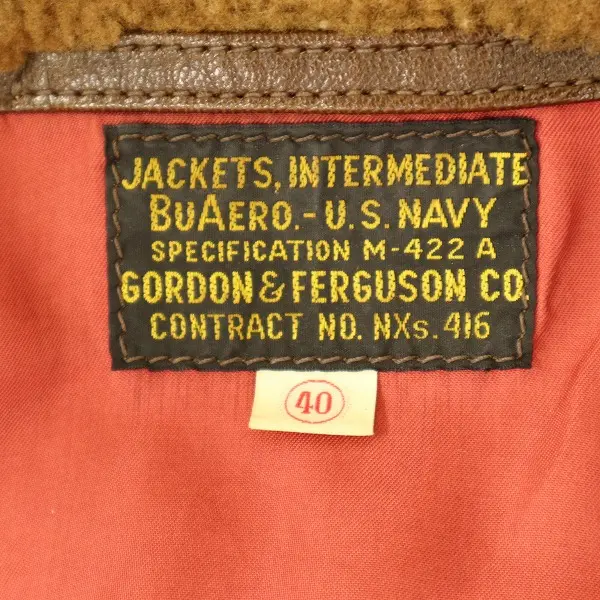 JACKETS, INTERMEDIATE
BUAERO.-U.S. NAVY
SPECIFICATION M-422 A
GORDON & FERGUSON CO.
CONTRACT NO. NXs. 416
40